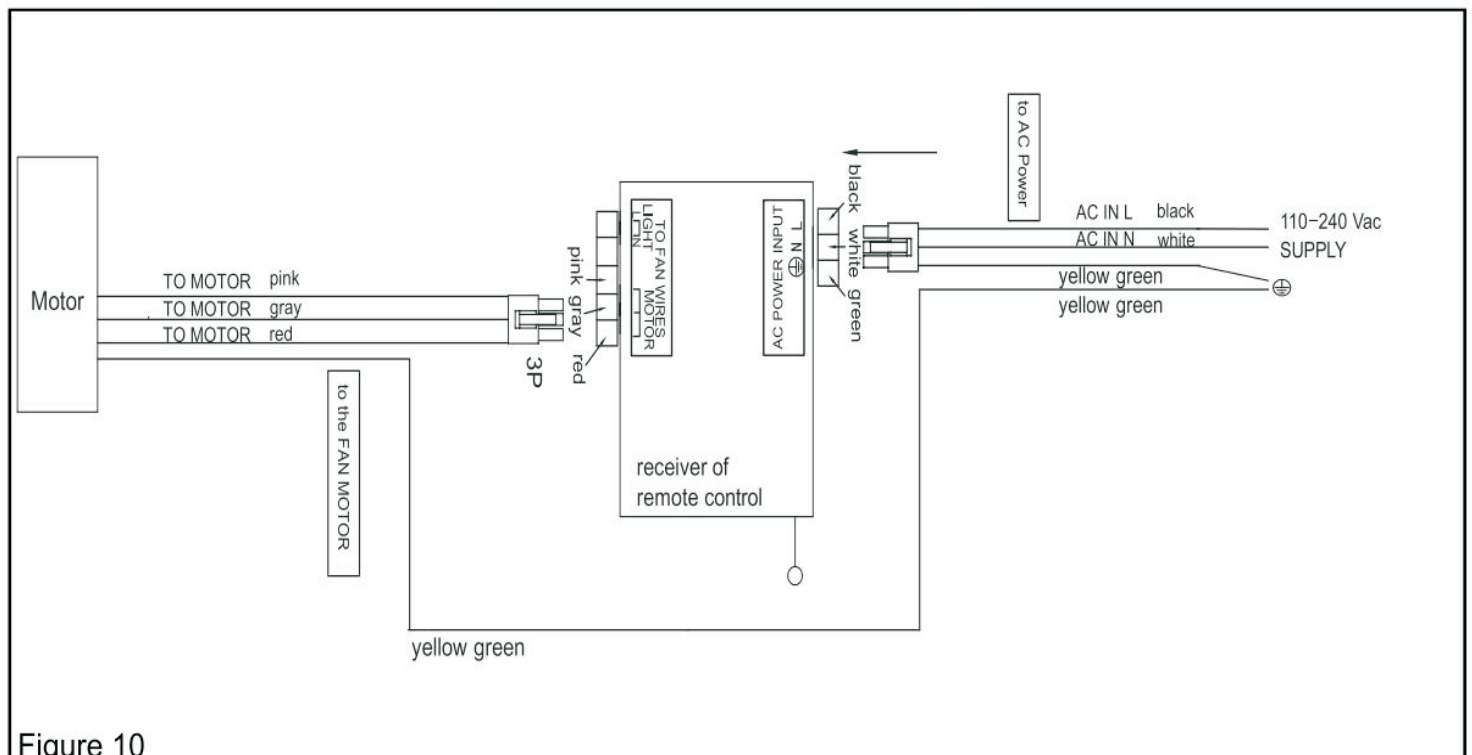 Motor
TO MOTOR pink
TO MOTOR gray
TO MOTOR red
to the FAN MOTOR
3P
pink
gray
red
TO FAN WIRES
LIGHT MOTOR
L N
receiver of
remote control
AC POWER INPUT
N L
black
white
green
to AC Power
AC IN L black
AC IN N white
yellow green
yellow green
110-240 Vac
SUPPLY
yellow green
Figure 10